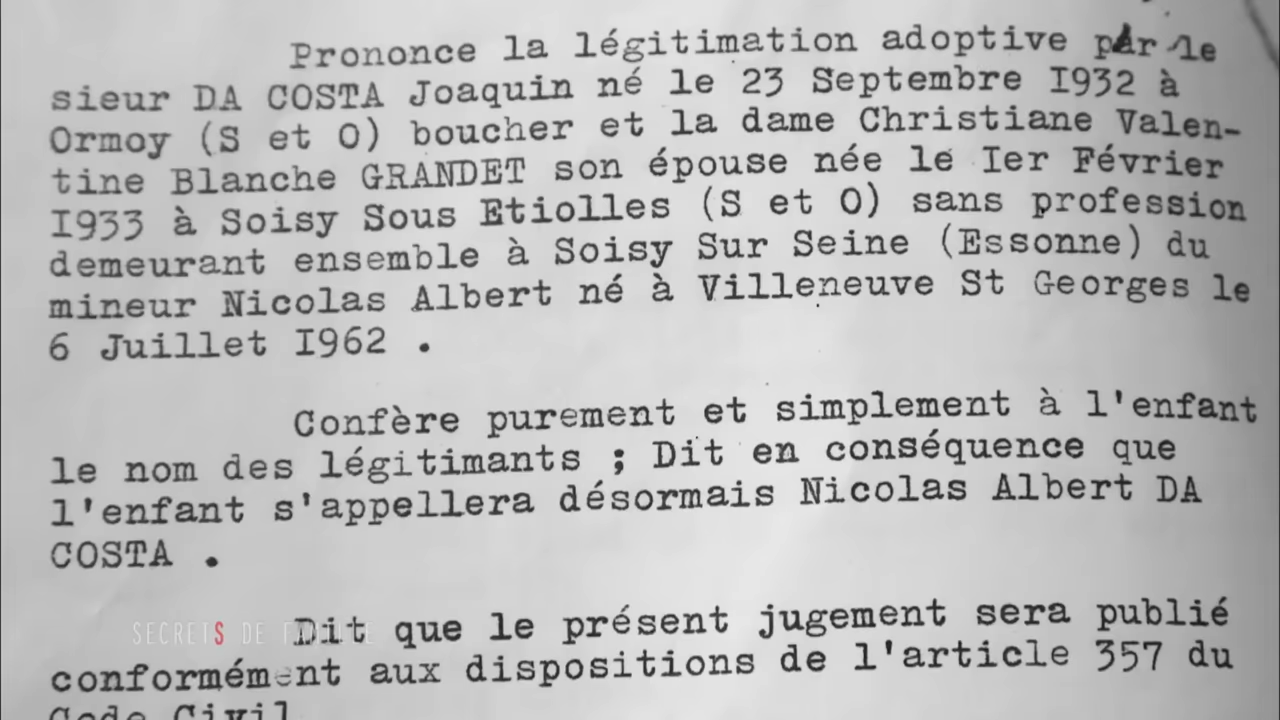 Prononce la légitimation adoptive par le
sieur DA COSTA Joaquin né le 23 Septembre I932 à
Ormoy (S et O) boucher et la dame Christiane Valen-
tine Blanche GRANDET son épouse née le Ier Février
I933 à Soisy Sous Etiolles (S et O) sans profession
demeurant ensemble à Soisy Sur Seine (Essonne) du
mineur Nicolas Albert né à Villeneuve St Georges le
6 Juillet I962 .
Confère purement et simplement à l'enfant
le nom des légitimants ; Dit en conséquence que
l'enfant s'appellera désormais Nicolas Albert DA
COSTA .
SECRETS DE FAMILLE
Dit que le présent jugement sera publié
conformément aux dispositions de l'article 357 du
Code Civil